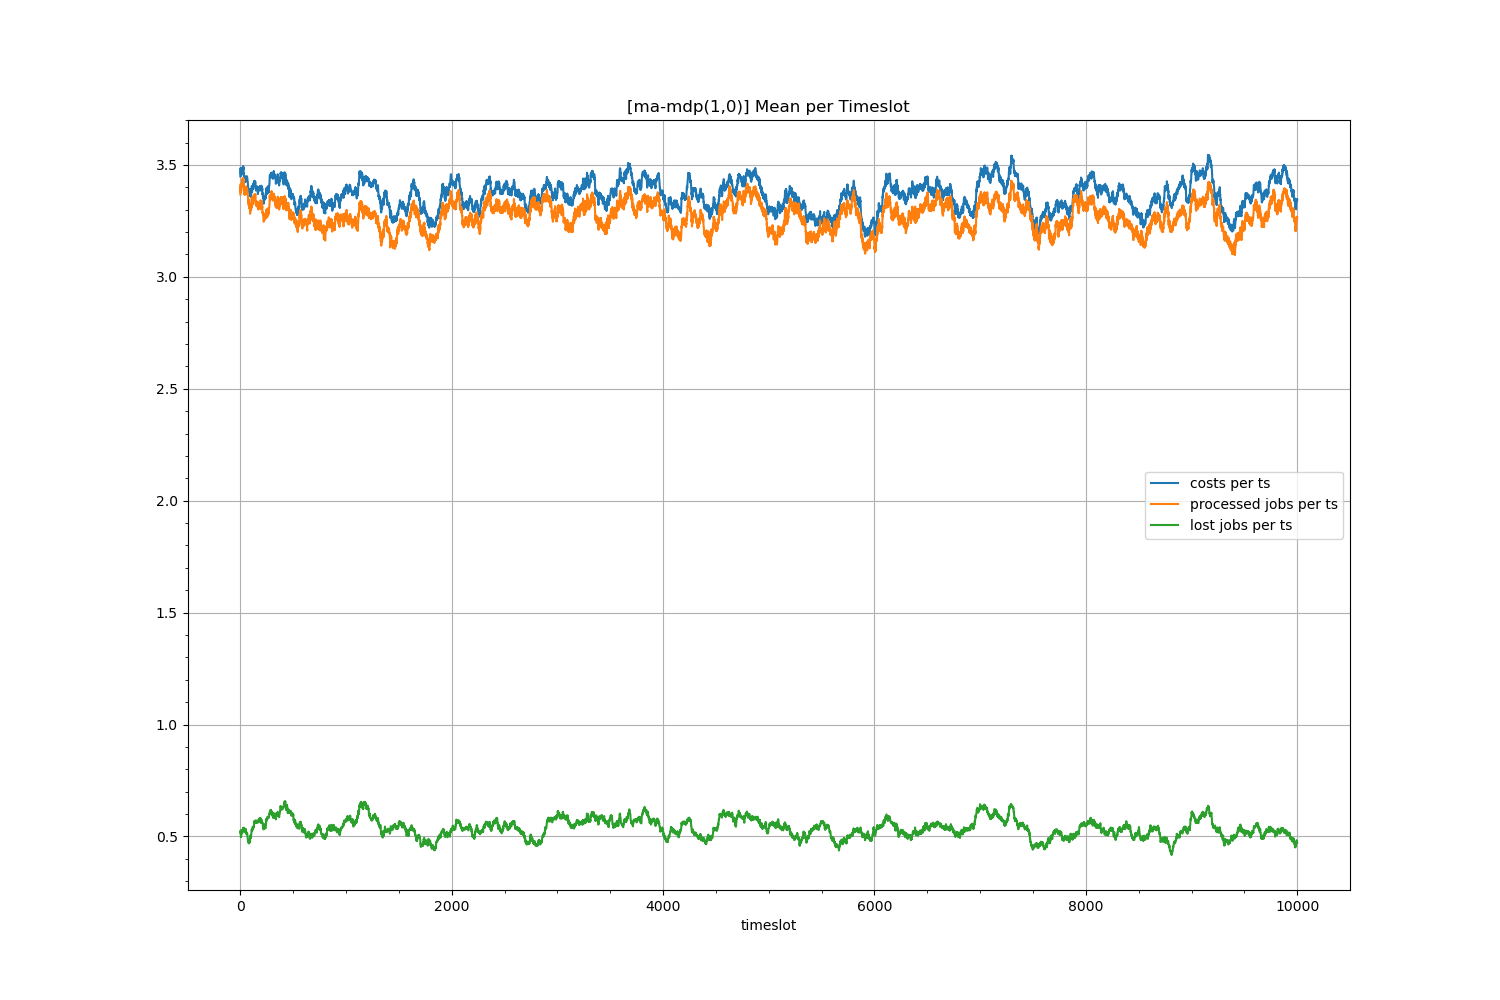 [ma-mdp(1,0)] Mean per Timeslot
3.5
3.0
2.5
2.0
1.5
1.0
0.5
costs per ts
processed jobs per ts
lost jobs per ts
0 2000 4000 6000 8000 10000
timeslot